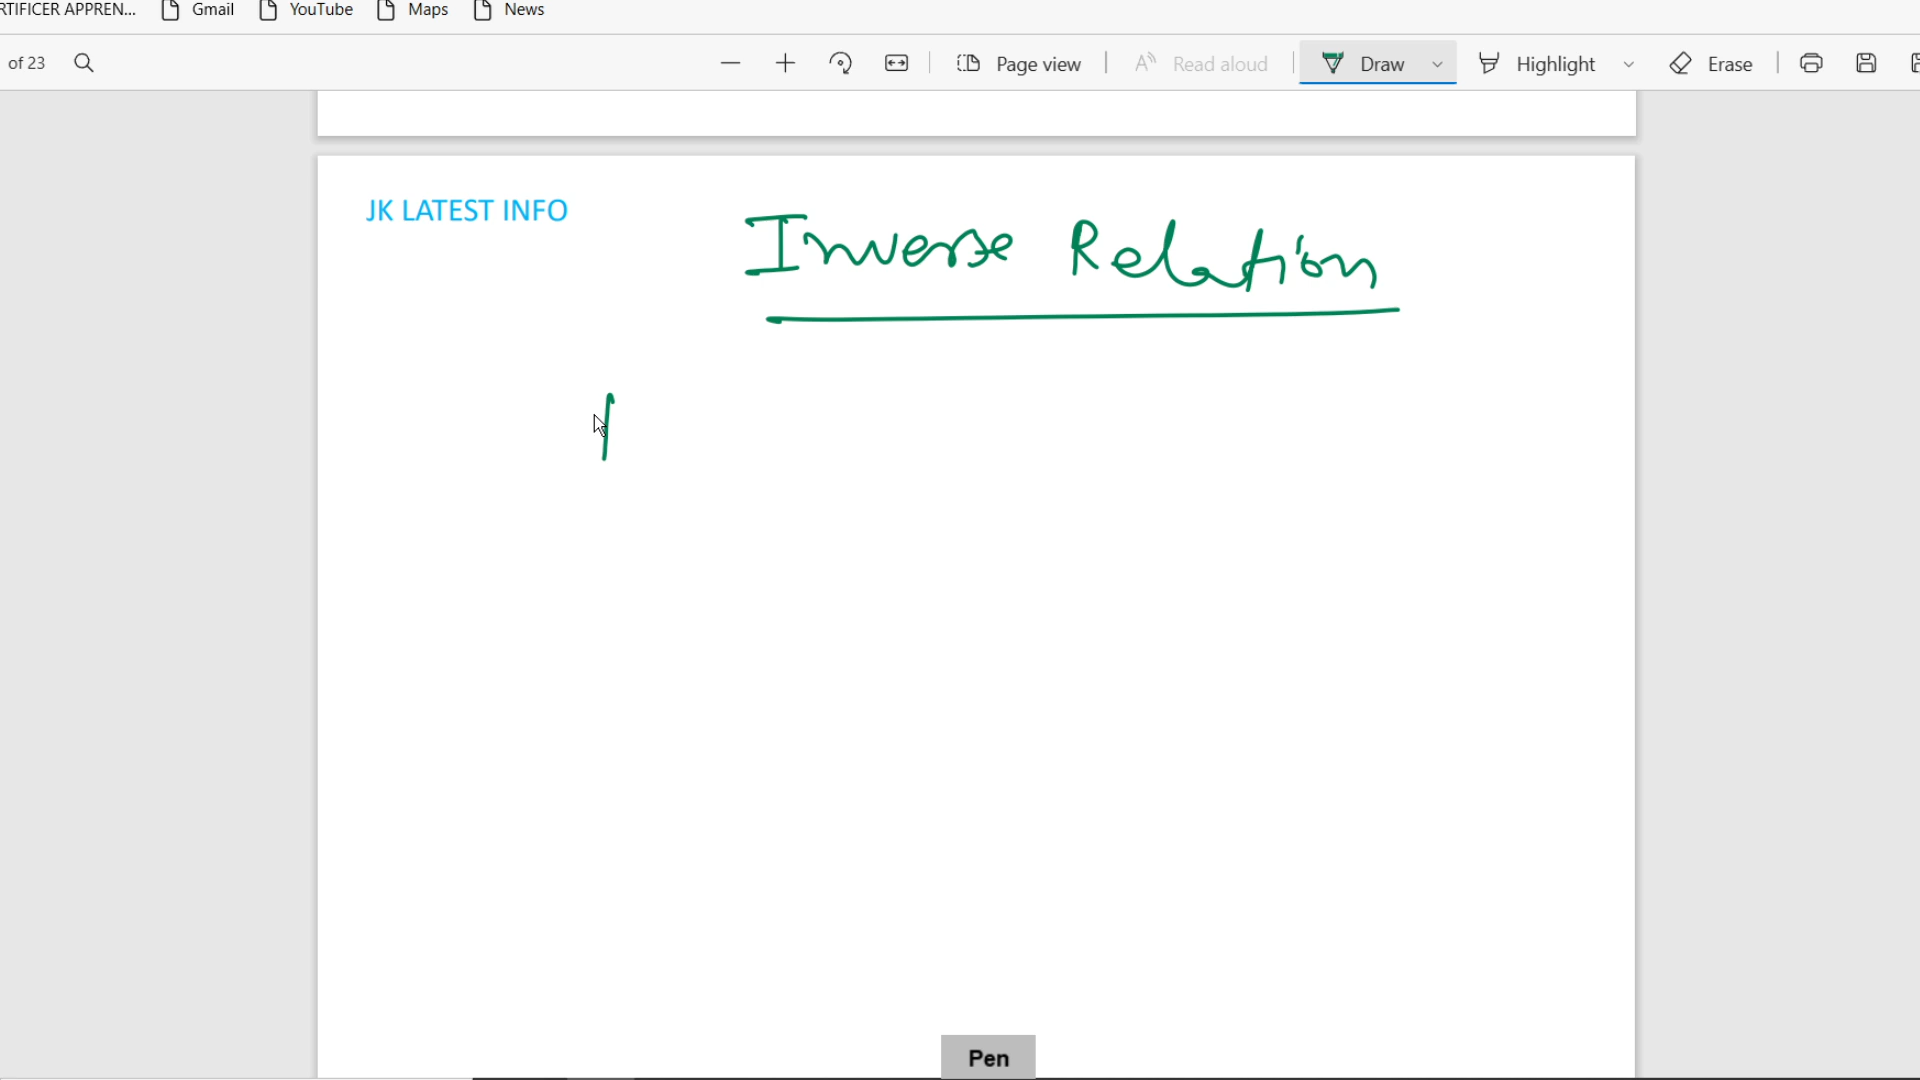 RTIFICER APPREN... Gmail YouTube Maps News
of 23 Page view Read aloud Draw Highlight Erase
JK LATEST INFO
Inverse Relation
Pen